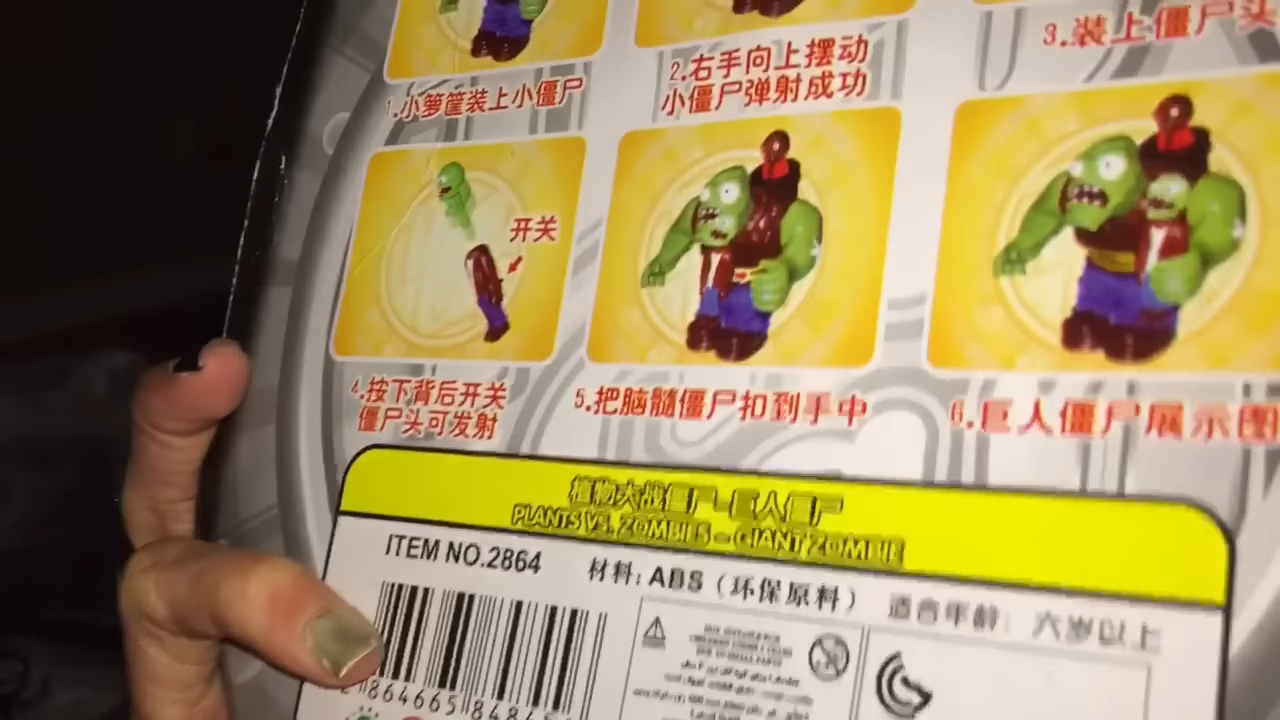 1.小箩筐装上小僵尸
2.右手向上摆动
小僵尸弹射成功
3.装上僵尸头
开关
4.按下背后开关
僵尸头可发射
5.把脑髓僵尸扣到手中
6.巨人僵尸展示图
植物大战僵尸-巨人僵尸
PLANTS VS. ZOMBIES - GIANT ZOMBIE
ITEM NO.2864
材料: ABS (环保原料)
适合年龄: 六岁以上